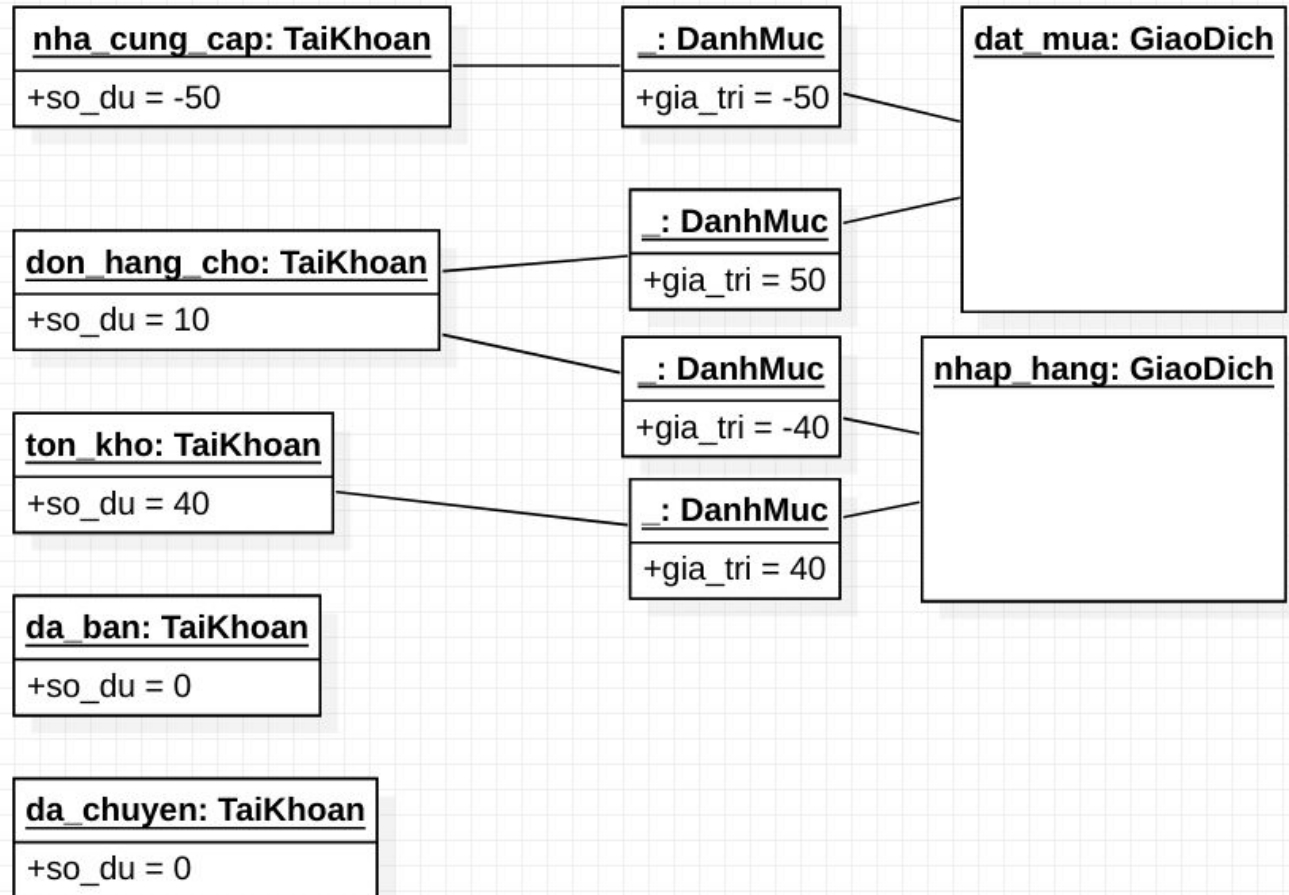 nha_cung_cap: TaiKhoan
+so_du = -50
_: DanhMuc
+gia_tri = -50
dat_mua: GiaoDich
don_hang_cho: TaiKhoan
+so_du = 10
_: DanhMuc
+gia_tri = 50
_: DanhMuc
+gia_tri = -40
nhap_hang: GiaoDich
ton_kho: TaiKhoan
+so_du = 40
_: DanhMuc
+gia_tri = 40
da_ban: TaiKhoan
+so_du = 0
da_chuyen: TaiKhoan
+so_du = 0